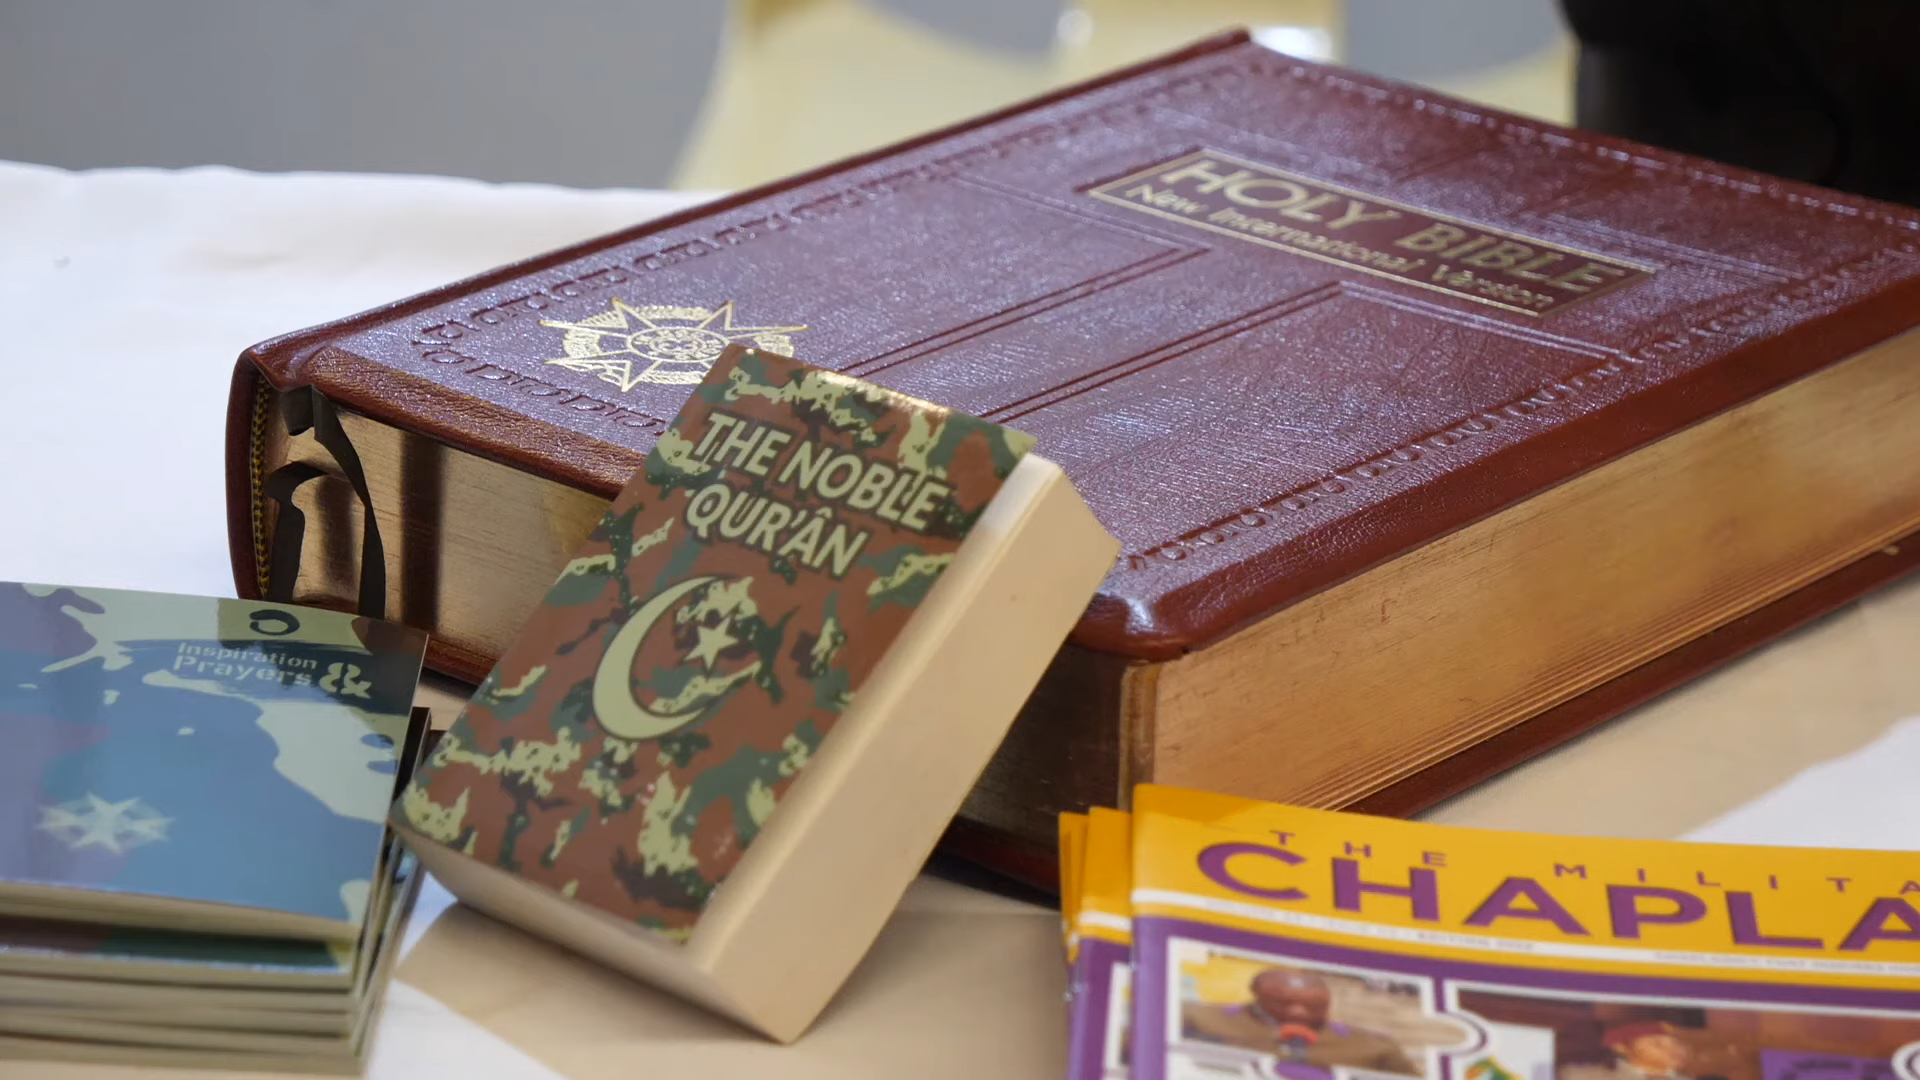 HOLY BIBLE
New International Version
THE NOBLE
QUR'ÂN
Inspiration
Prayers &
THE MILITA
CHAPLA